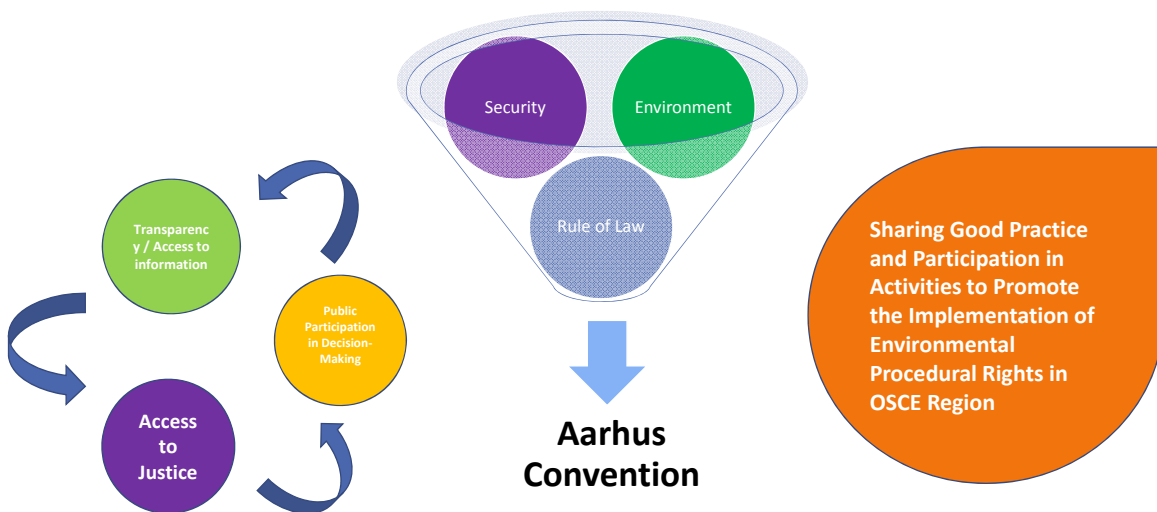 Security
Environment
Rule of Law
Aarhus
Convention
Transparenc
y / Access to
information
Public
Participation
in Decision-
Making
Access
to
Justice
Sharing Good Practice
and Participation in
Activities to Promote
the Implementation of
Environmental
Procedural Rights in
OSCE Region